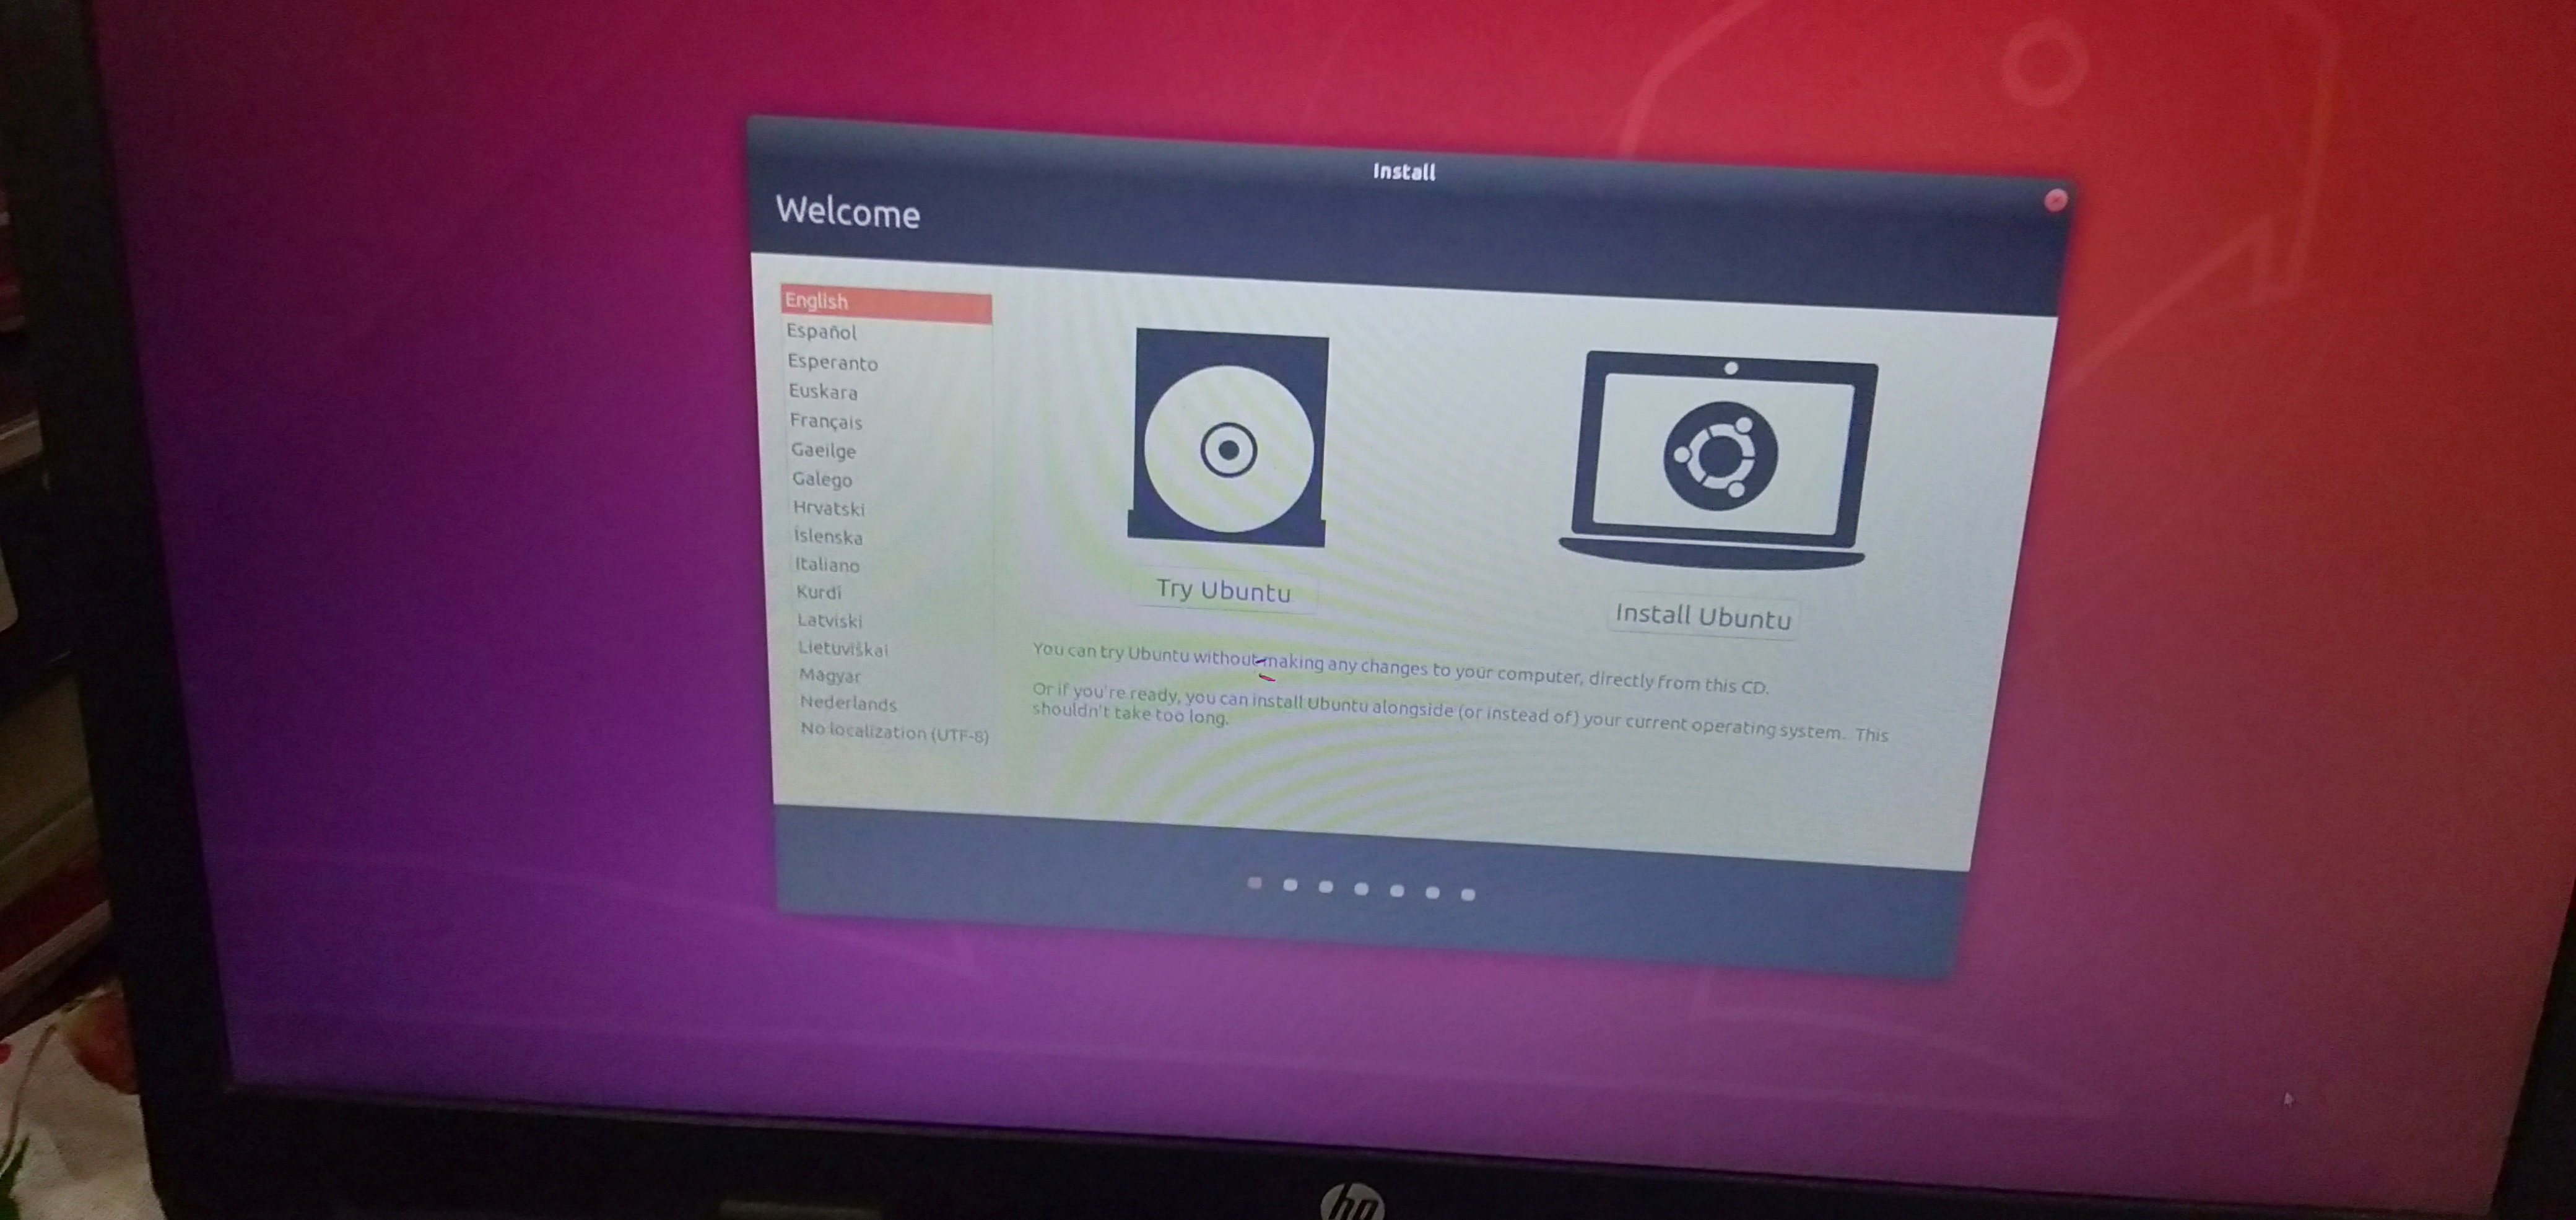 Install
Welcome
English
Español
Esperanto
Euskara
Français
Gaeilge
Galego
Hrvatski
Íslenska
Italiano
Kurdî
Latviski
Lietuviškai
Magyar
Nederlands
No localization (UTF-8)
Try Ubuntu
Install Ubuntu
You can try Ubuntu without making any changes to your computer, directly from this CD.
Or if you're ready, you can install Ubuntu alongside (or instead of) your current operating system. This
shouldn't take too long.
hp